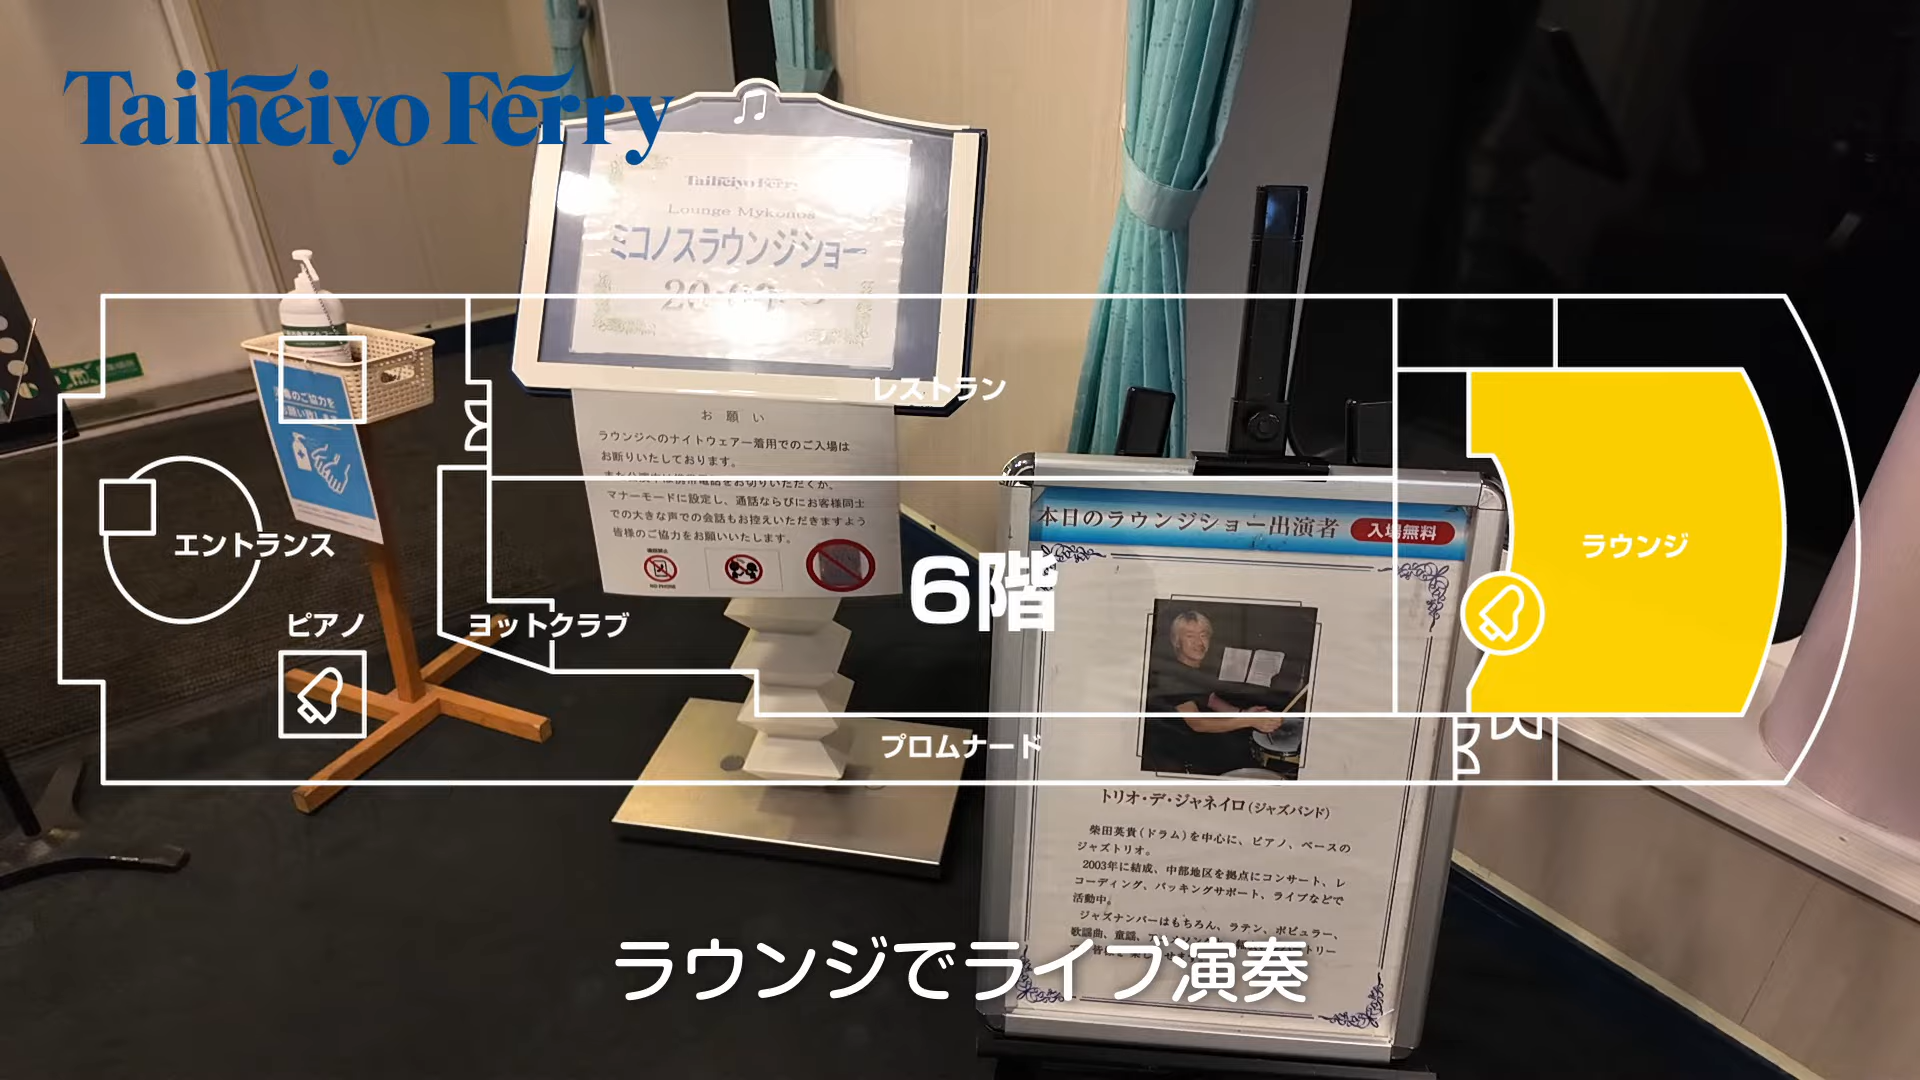 Taiheiyo Ferry
Taiheiyo Ferry
Lounge Mykonos
ミコノスラウンジショー
お願い
ラウンジへのナイトウェアー着用でのご入場は
お断りいたしております。
マナーモードに設定し、通話ならびにお客様同士
での大きな声での会話もお控えいただきますよう
皆様のご協力をお願いいたします。
NO PHONE
レストラン
エントランス
ピアノ
ヨットクラブ
6階
プロムナード
ラウンジ
本日のラウンジショー出演者 入場無料
トリオ・デ・ジャネイロ(ジャズバンド)
柴田英貴(ドラム)を中心に、ピアノ、ベースの
ジャズトリオ。
2003年に結成、中部地区を拠点にコンサート、レ
コーディング、バッキングサポート、ライブなどで
活動中。
ジャズナンバーはもちろん、ラテン、ポピュラー、
歌謡曲、童謡、
ラウンジでライブ演奏